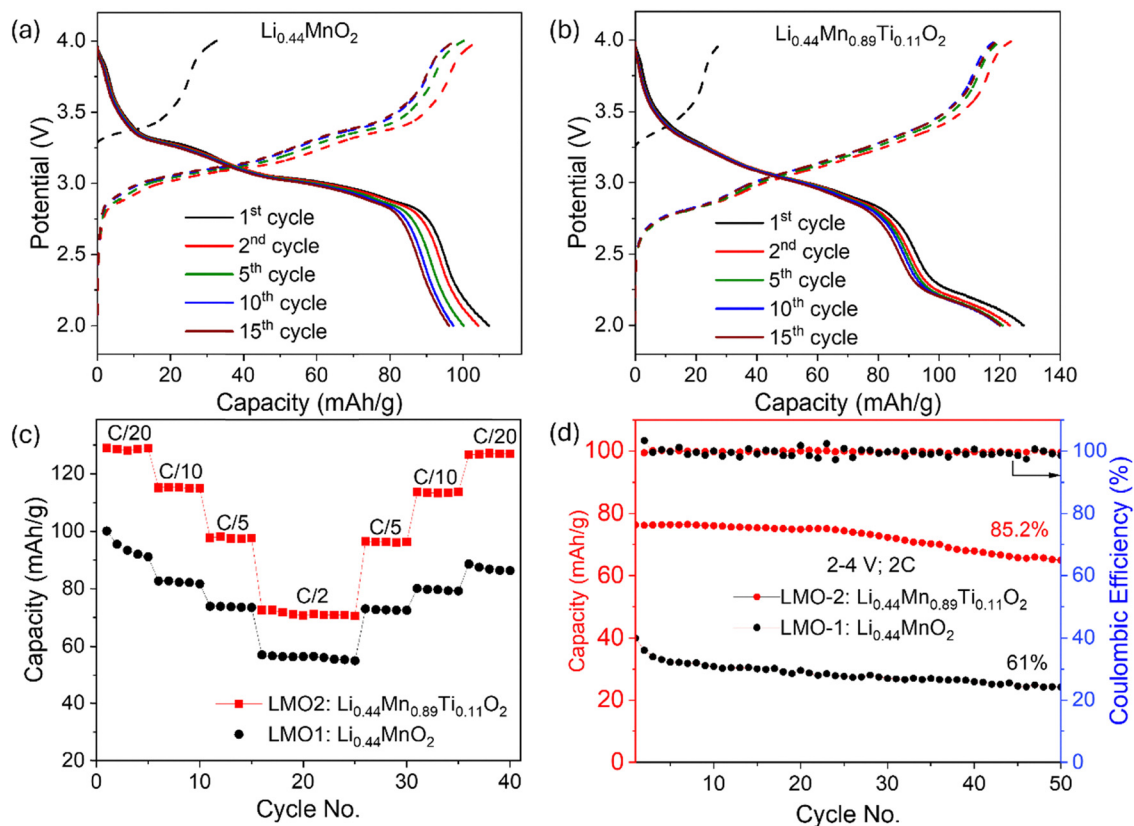 (a)
Li0.44MnO2
4.0
3.5
3.0
2.5
2.0
Potential (V)
1st cycle
2nd cycle
5th cycle
10th cycle
15th cycle
0 20 40 60 80 100
Capacity (mAh/g)
(b)
Li0.44Mn0.89Ti0.11O2
4.0
3.5
3.0
2.5
2.0
Potential (V)
1st cycle
2nd cycle
5th cycle
10th cycle
15th cycle
0 20 40 60 80 100 120 140
Capacity (mAh/g)
(c)
C/20
C/10
C/5
C/2
C/5
C/10
C/20
120
100
80
60
40
20
Capacity (mAh/g)
LMO2: Li0.44Mn0.89Ti0.11O2
LMO1: Li0.44MnO2
0 10 20 30 40
Cycle No.
(d)
100
80
60
40
20
0
Capacity (mAh/g)
85.2%
2-4 V; 2C
LMO-2: Li0.44Mn0.89Ti0.11O2
LMO-1: Li0.44MnO2
61%
100
80
60
40
20
0
Coulombic Efficiency (%)
10 20 30 40 50
Cycle No.